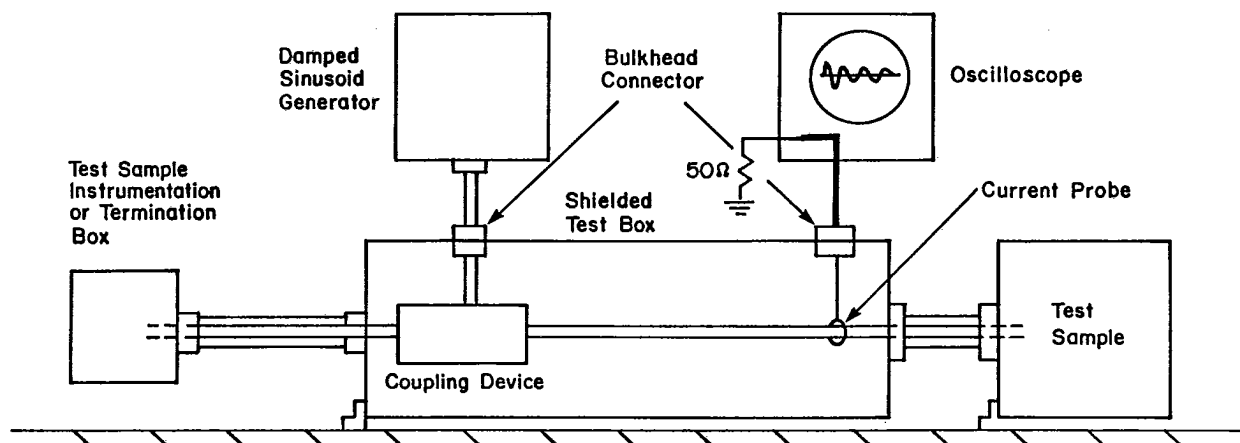 Damped
Sinusoid
Generator
Bulkhead
Connector
Oscilloscope
Test Sample
Instrumentation
or Termination
Box
50Ω
Shielded
Test Box
Current Probe
Coupling Device
Test
Sample